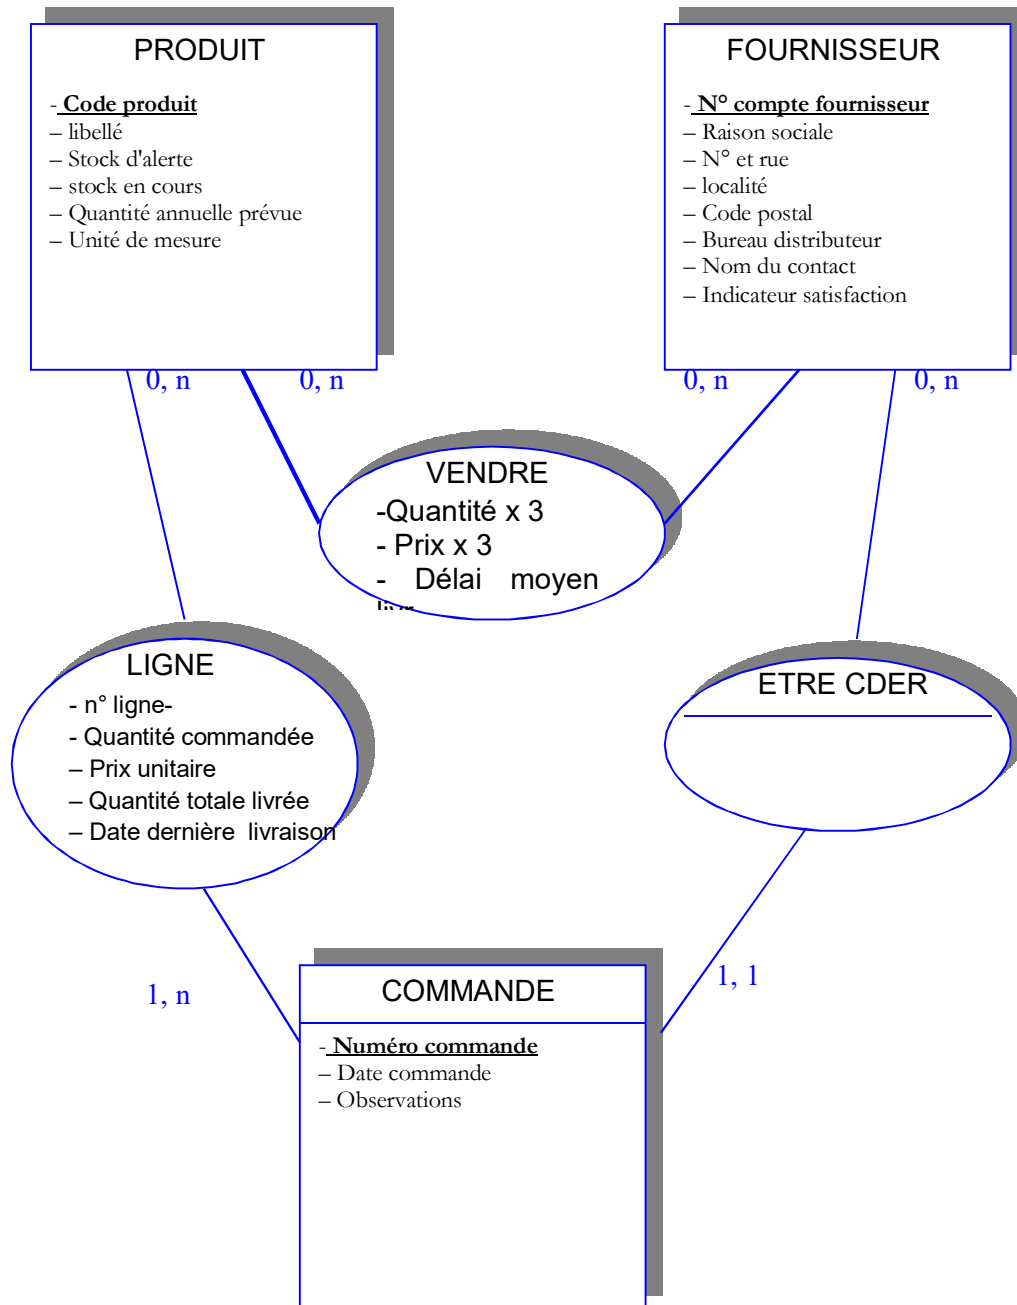 PRODUIT
- Code produit
– libellé
– Stock d'alerte
– stock en cours
– Quantité annuelle prévue
– Unité de mesure
FOURNISSEUR
- N° compte fournisseur
– Raison sociale
– N° et rue
– localité
– Code postal
– Bureau distributeur
– Nom du contact
– Indicateur satisfaction
0, n
0, n
0, n
0, n
VENDRE
-Quantité x 3
- Prix x 3
- Délai moyen
LIGNE
- n° ligne-
- Quantité commandée
– Prix unitaire
– Quantité totale livrée
– Date dernière livraison
ETRE CDER
1, n
1, 1
COMMANDE
- Numéro commande
– Date commande
– Observations